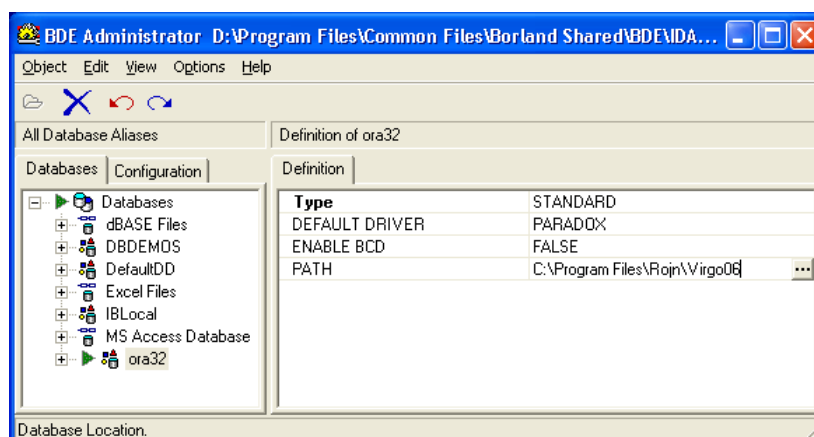 BDE Administrator D:\Program Files\Common Files\Borland Shared\BDE\IDA...
Object Edit View Options Help
All Database Aliases
Definition of ora32
Databases
Configuration
Definition
Databases
dBASE Files
DBDEMOS
DefaultDD
Excel Files
IBLocal
MS Access Database
ora32
Type STANDARD
DEFAULT DRIVER PARADOX
ENABLE BCD FALSE
PATH C:\Program Files\Rojn\Virgo06 ...
Database Location.